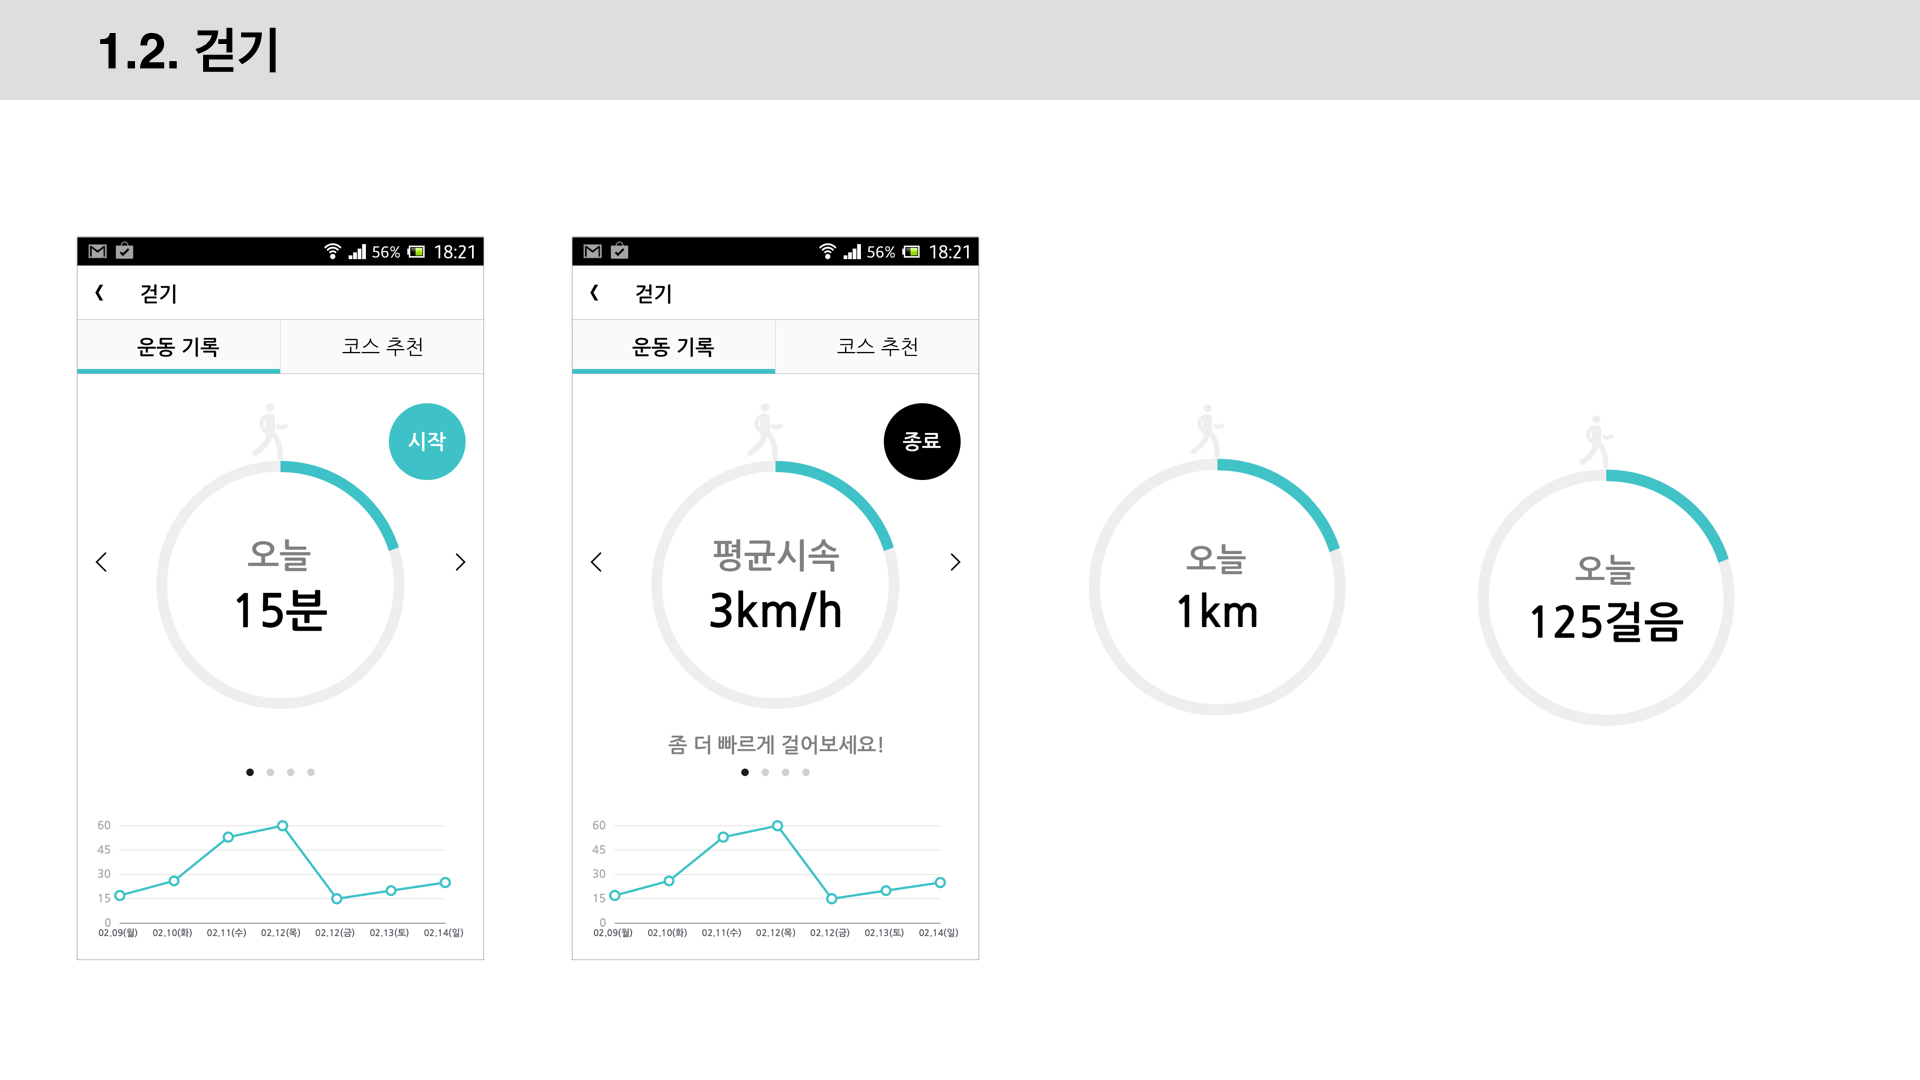 1.2. 걷기
56% 18:21
걷기
운동 기록 코스 추천
시작
오늘
15분
60
45
30
15
0
02.09(월) 02.10(화) 02.11(수) 02.12(목) 02.12(금) 02.13(토) 02.14(일)
56% 18:21
걷기
운동 기록 코스 추천
종료
평균시속
3km/h
좀 더 빠르게 걸어보세요!
60
45
30
15
0
02.09(월) 02.10(화) 02.11(수) 02.12(목) 02.12(금) 02.13(토) 02.14(일)
오늘
1km
오늘
125걸음